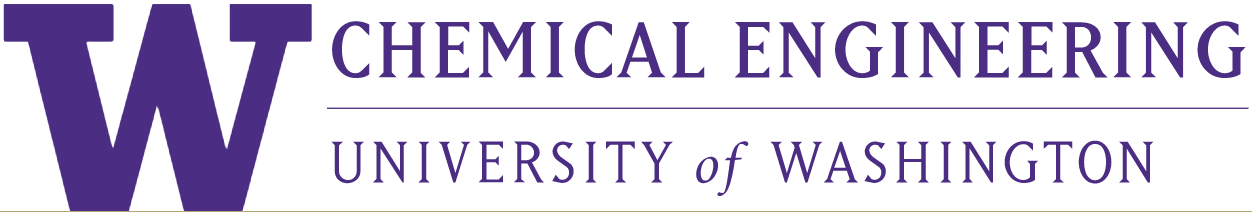 W
CHEMICAL ENGINEERING
UNIVERSITY of WASHINGTON